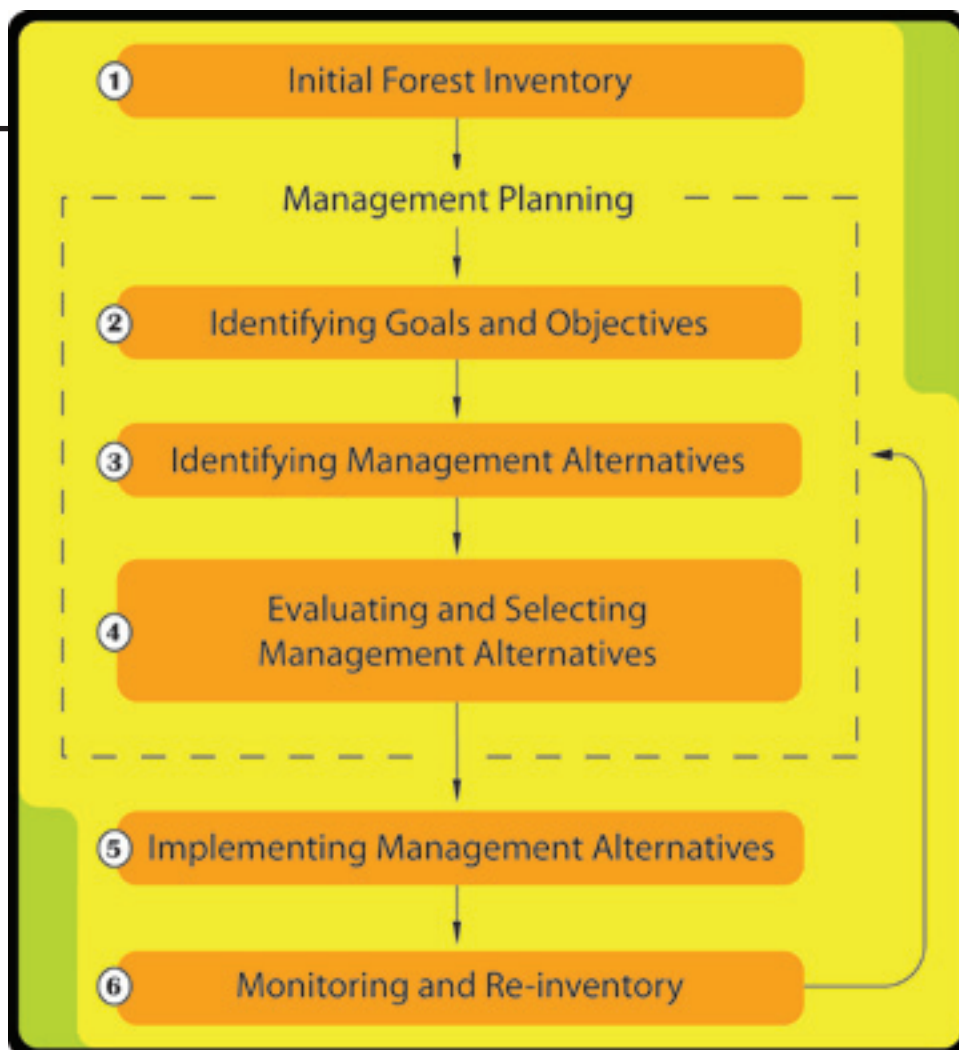 1 Initial Forest Inventory
Management Planning
2 Identifying Goals and Objectives
3 Identifying Management Alternatives
4 Evaluating and Selecting
Management Alternatives
5 Implementing Management Alternatives
6 Monitoring and Re-inventory